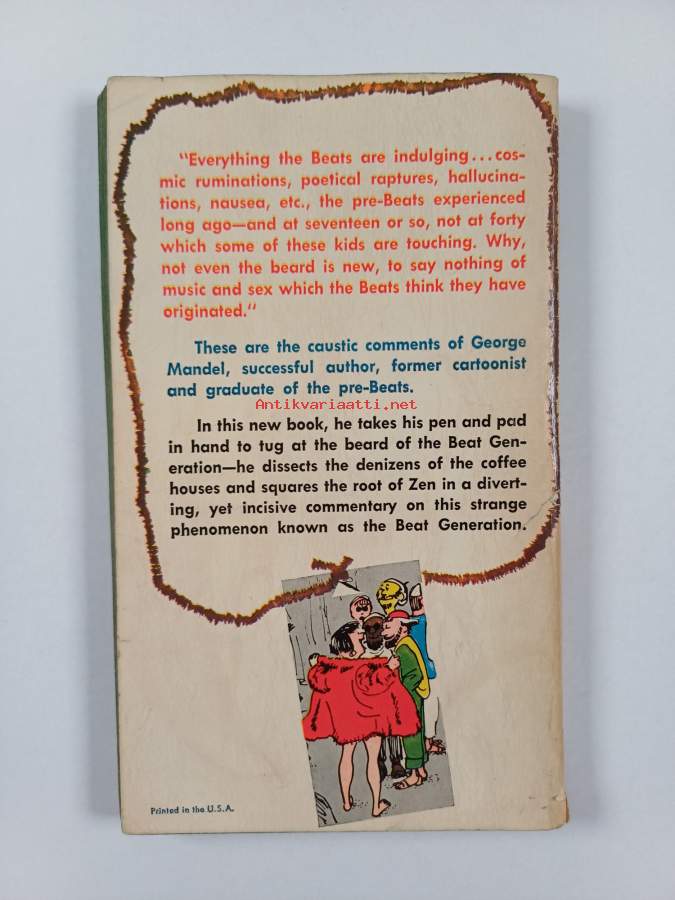 "Everything the Beats are indulging...cos-
mic ruminations, poetical raptures, hallucina-
tions, nausea, etc., the pre-Beats experienced
long ago—and at seventeen or so, not at forty
which some of these kids are touching. Why,
not even the beard is new, to say nothing of
music and sex which the Beats think they have
originated."
These are the caustic comments of George
Mandel, successful author, former cartoonist
and graduate of the pre-Beats.
Antikvariaatti.net
In this new book, he takes his pen and pad
in hand to tug at the beard of the Beat Gen-
eration—he dissects the denizens of the coffee
houses and squares the root of Zen in a divert-
ing, yet incisive commentary on this strange
phenomenon known as the Beat Generation.
Printed in the U.S.A.